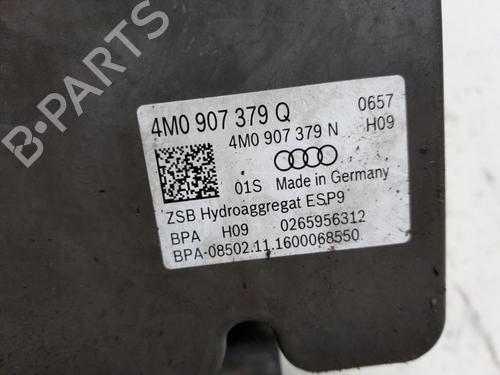 B-PARTS
4M0 907 379 Q 0657
4M0 907 379 N H09
01S Made in Germany
ZSB Hydroaggregat ESP9
BPA H09 0265956312
BPA-08502.11.1600068550